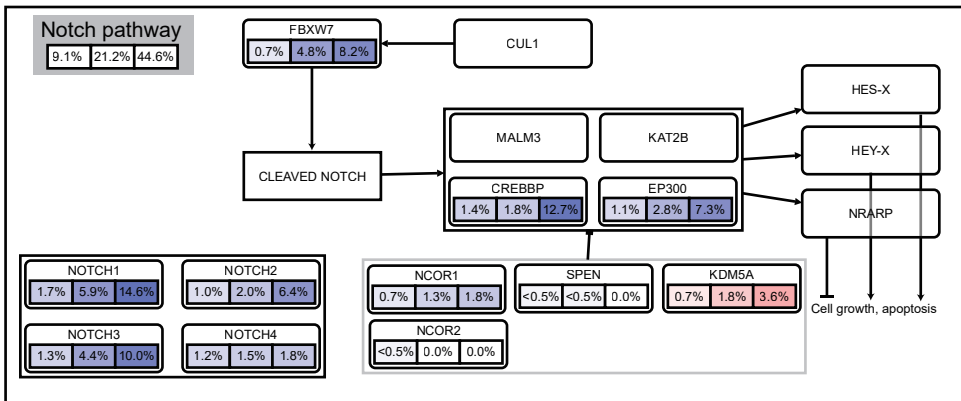 Notch pathway
9.1% 21.2% 44.6%
FBXW7
0.7% 4.8% 8.2%
CUL1
HES-X
MALM3
KAT2B
HEY-X
CLEAVED NOTCH
CREBBP
1.4% 1.8% 12.7%
EP300
1.1% 2.8% 7.3%
NRARP
NOTCH1
1.7% 5.9% 14.6%
NOTCH2
1.0% 2.0% 6.4%
NOTCH3
1.3% 4.4% 10.0%
NOTCH4
1.2% 1.5% 1.8%
NCOR1
0.7% 1.3% 1.8%
SPEN
<0.5% <0.5% 0.0%
KDM5A
0.7% 1.8% 3.6%
NCOR2
<0.5% 0.0% 0.0%
Cell growth, apoptosis